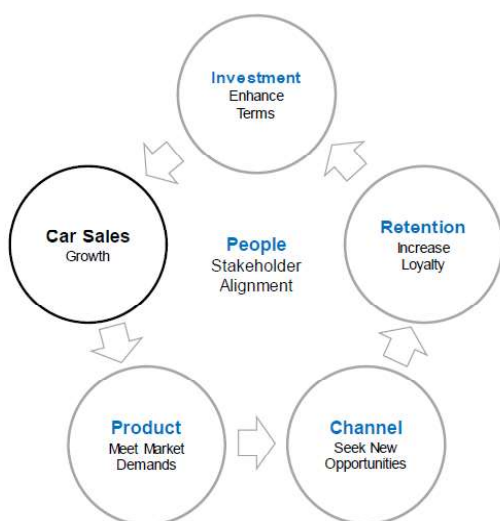 Investment
Enhance
Terms
Car Sales
Growth
People
Stakeholder
Alignment
Retention
Increase
Loyalty
Product
Meet Market
Demands
Channel
Seek New
Opportunities